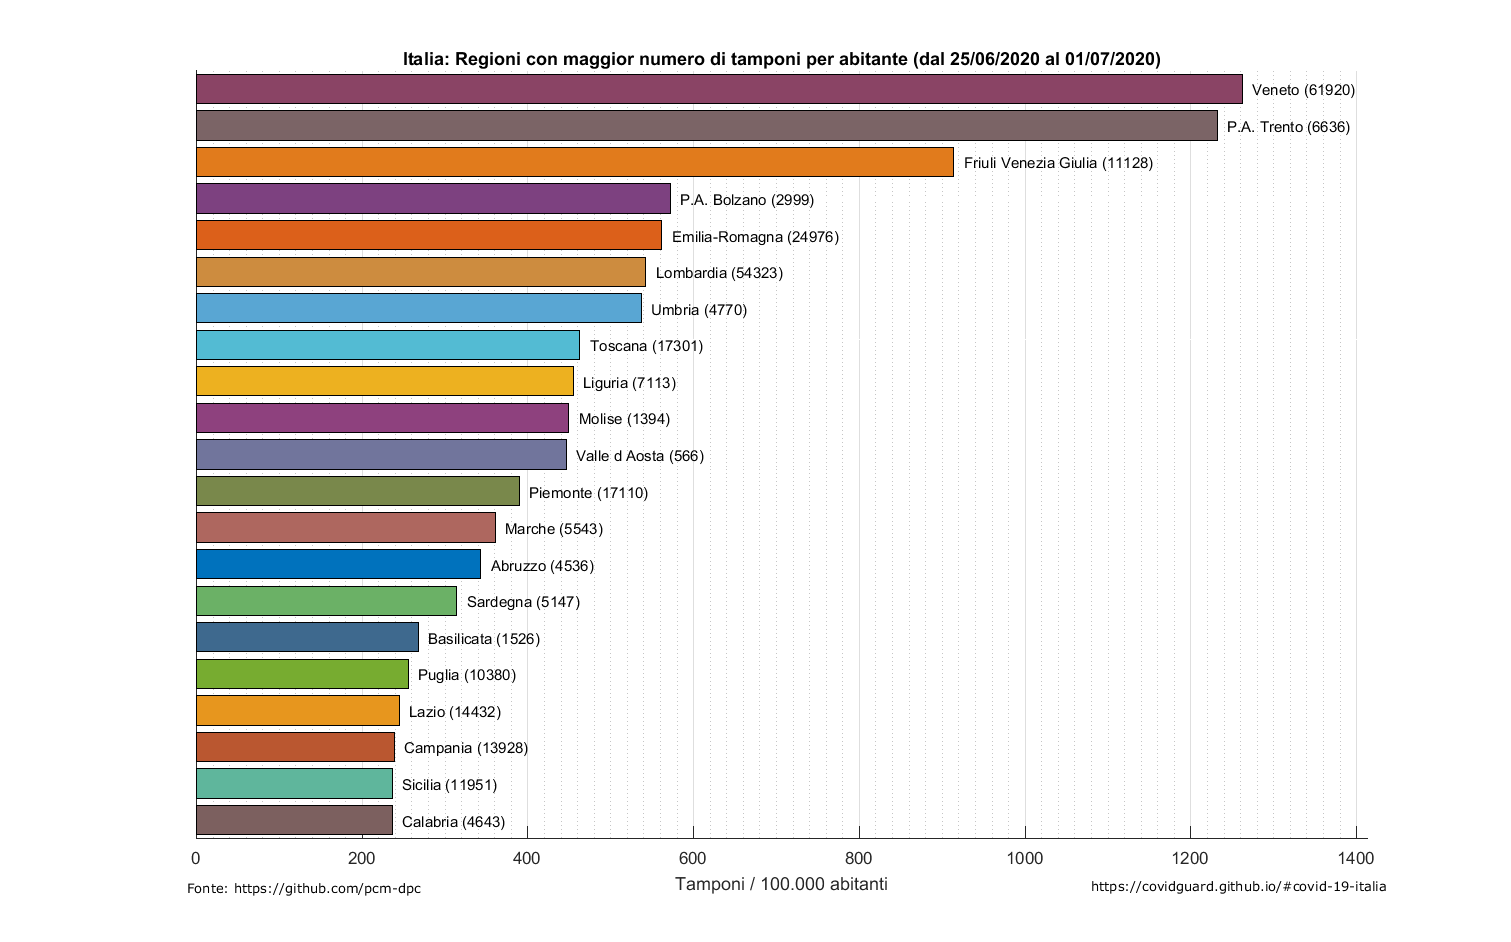 Italia: Regioni con maggior numero di tamponi per abitante (dal 25/06/2020 al 01/07/2020)
Veneto (61920)
P.A. Trento (6636)
Friuli Venezia Giulia (11128)
P.A. Bolzano (2999)
Emilia-Romagna (24976)
Lombardia (54323)
Umbria (4770)
Toscana (17301)
Liguria (7113)
Molise (1394)
Valle d Aosta (566)
Piemonte (17110)
Marche (5543)
Abruzzo (4536)
Sardegna (5147)
Basilicata (1526)
Puglia (10380)
Lazio (14432)
Campania (13928)
Sicilia (11951)
Calabria (4643)
0 200 400 600 800 1000 1200 1400
Tamponi / 100.000 abitanti
Fonte: https://github.com/pcm-dpc
https://covidguard.github.io/#covid-19-italia